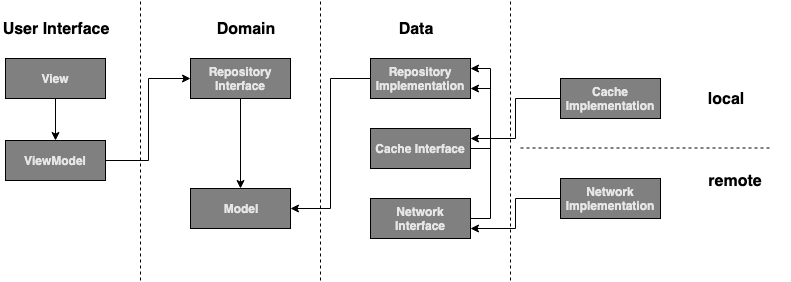 User Interface
Domain
Data
View
ViewModel
Repository
Interface
Model
Repository
Implementation
Cache Interface
Network
Interface
Cache
Implementation
local
Network
Implementation
remote